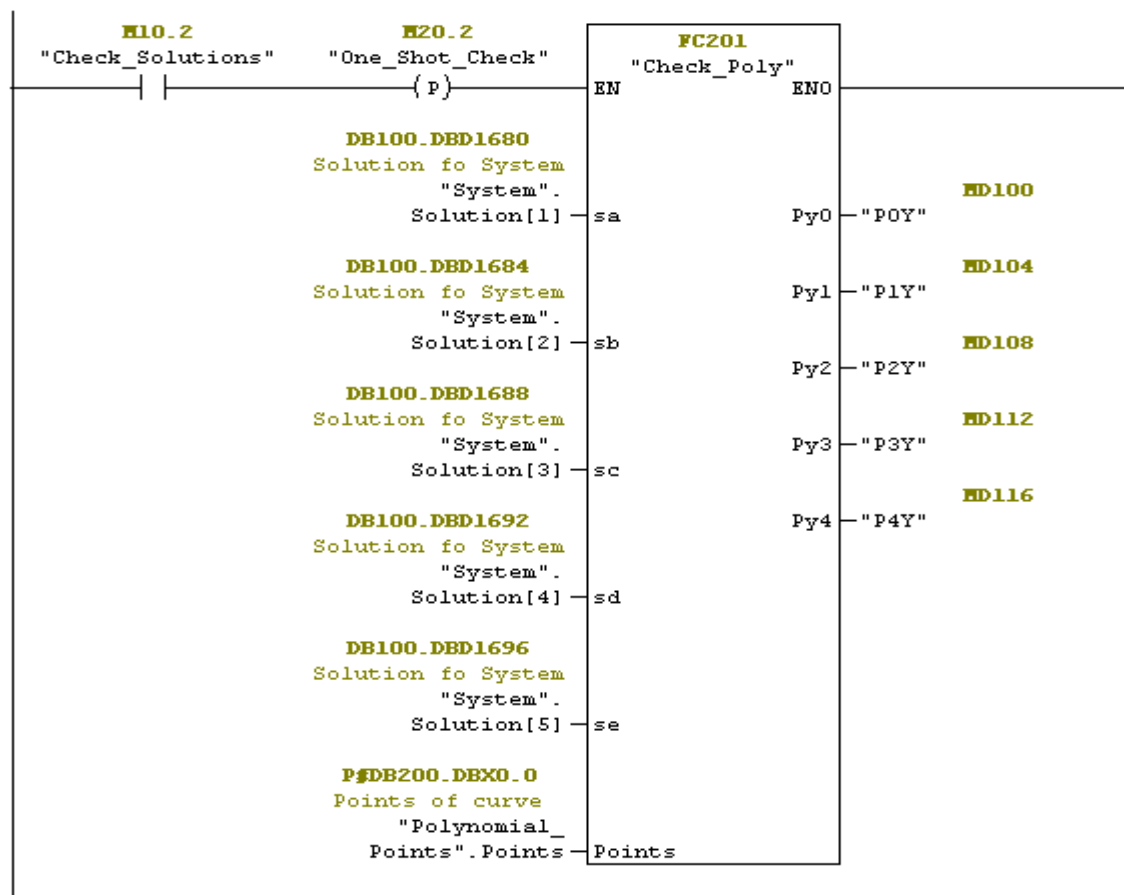 M10.2 M20.2 FC201
"Check_Solutions" "One_Shot_Check" "Check_Poly"
(P) EN ENO
DB100.DBD1680
Solution fo System
"System". MD100
Solution[1] sa Py0 "P0Y"
DB100.DBD1684 MD104
Solution fo System Py1 "P1Y"
"System".
Solution[2] sb MD108
Py2 "P2Y"
DB100.DBD1688
Solution fo System MD112
"System". Py3 "P3Y"
Solution[3] sc
MD116
DB100.DBD1692 Py4 "P4Y"
Solution fo System
"System".
Solution[4] sd
DB100.DBD1696
Solution fo System
"System".
Solution[5] se
P#DB200.DBX0.0
Points of curve
"Polynomial_
Points".Points Points